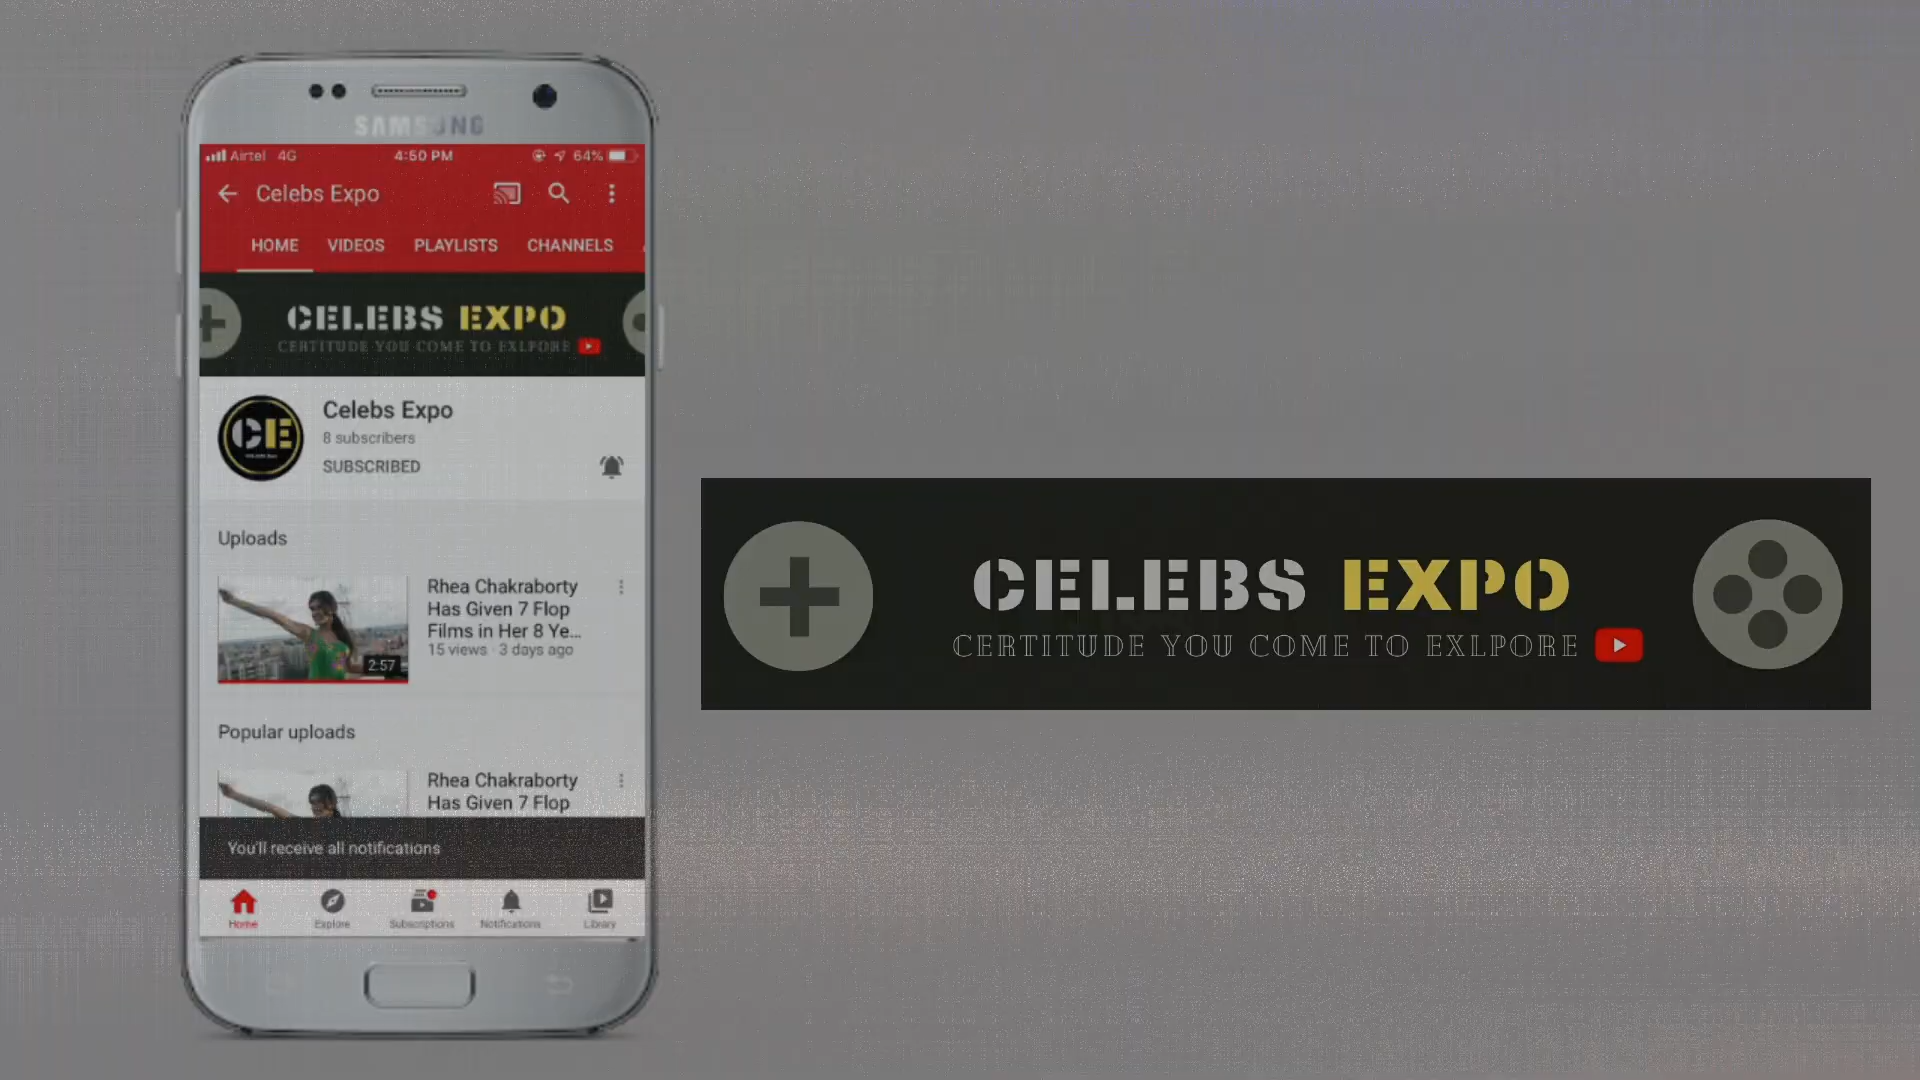 SAMSUNG
Airtel 4G 4:50 PM 64%
Celebs Expo
HOME VIDEOS PLAYLISTS CHANNELS
CELEBS EXPO
CERTITUDE YOU COME TO EXLPORE
CE
Celebs Expo
8 subscribers
SUBSCRIBED
Uploads
Rhea Chakraborty
Has Given 7 Flop
Films in Her 8 Ye...
15 views · 3 days ago
2:57
Popular uploads
Rhea Chakraborty
Has Given 7 Flop
You'll receive all notifications
Home Explore Subscriptions Notifications Library
CELEBS EXPO
CERTITUDE YOU COME TO EXLPORE